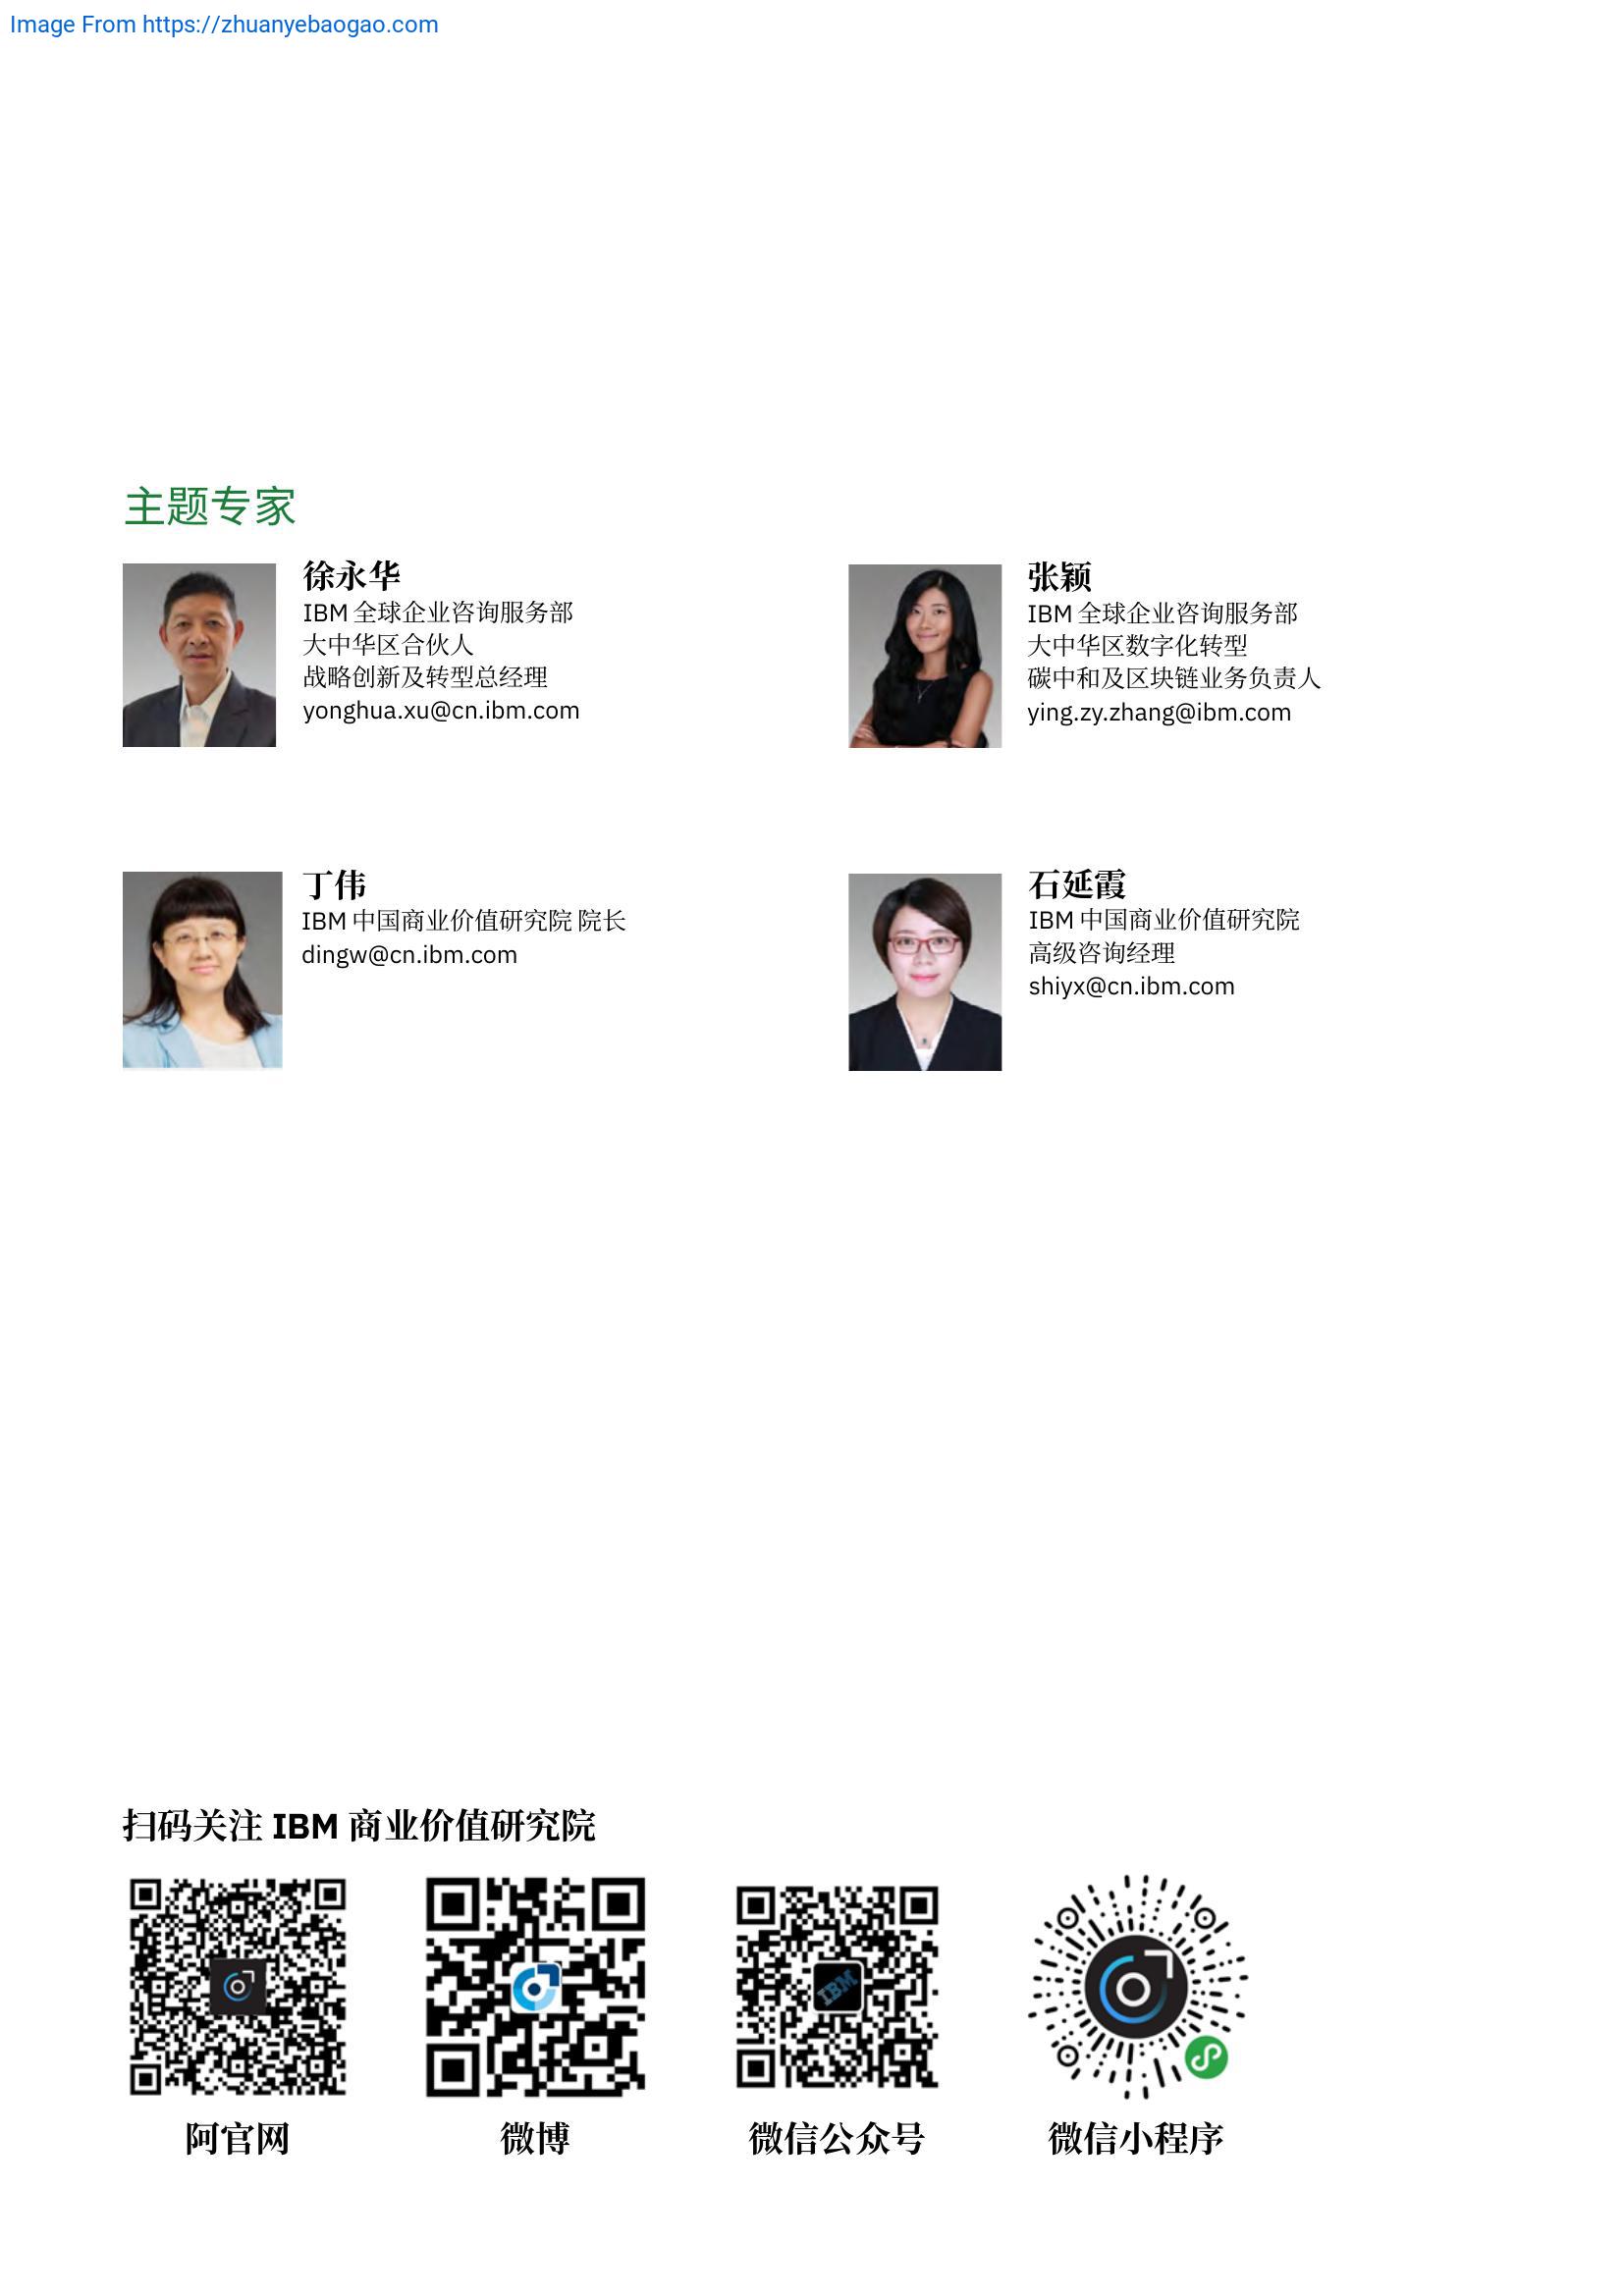 Image From https://zhuanyebaogao.com
主题专家
徐永华
IBM 全球企业咨询服务部
大中华区合伙人
战略创新及转型总经理
yonghua.xu@cn.ibm.com
张颖
IBM 全球企业咨询服务部
大中华区数字化转型
碳中和及区块链业务负责人
ying.zy.zhang@ibm.com
丁伟
IBM 中国商业价值研究院 院长
dingw@cn.ibm.com
石延霞
IBM 中国商业价值研究院
高级咨询经理
shiyx@cn.ibm.com
扫码关注 IBM 商业价值研究院
IBM
阿官网
微博
微信公众号
微信小程序